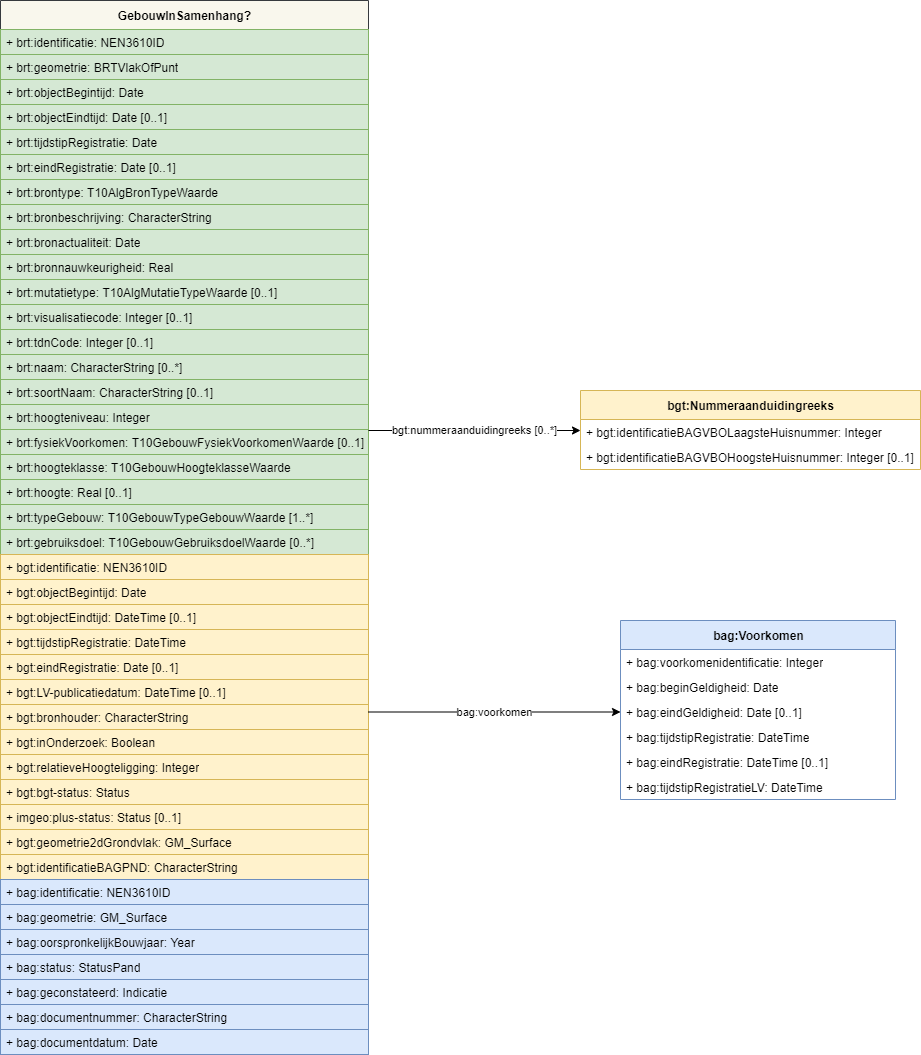 GebouwInSamenhang?
+ brt:identificatie: NEN3610ID
+ brt:geometrie: BRTVlakOfPunt
+ brt:objectBegintijd: Date
+ brt:objectEindtijd: Date [0..1]
+ brt:tijdstipRegistratie: Date
+ brt:eindRegistratie: Date [0..1]
+ brt:brontype: T10AlgBronTypeWaarde
+ brt:bronbeschrijving: CharacterString
+ brt:bronactualiteit: Date
+ brt:bronnauwkeurigheid: Real
+ brt:mutatietype: T10AlgMutatieTypeWaarde [0..1]
+ brt:visualisatiecode: Integer [0..1]
+ brt:tdnCode: Integer [0..1]
+ brt:naam: CharacterString [0..*]
+ brt:soortNaam: CharacterString [0..1]
+ brt:hoogteniveau: Integer
+ brt:fysiekVoorkomen: T10GebouwFysiekVoorkomenWaarde [0..1]
+ brt:hoogteklasse: T10GebouwHoogteklasseWaarde
+ brt:hoogte: Real [0..1]
+ brt:typeGebouw: T10GebouwTypeGebouwWaarde [1..*]
+ brt:gebruiksdoel: T10GebouwGebruiksdoelWaarde [0..*]
+ bgt:identificatie: NEN3610ID
+ bgt:objectBegintijd: Date
+ bgt:objectEindtijd: DateTime [0..1]
+ bgt:tijdstipRegistratie: DateTime
+ bgt:eindRegistratie: Date [0..1]
+ bgt:LV-publicatiedatum: DateTime [0..1]
+ bgt:bronhouder: CharacterString
+ bgt:inOnderzoek: Boolean
+ bgt:relatieveHoogteligging: Integer
+ bgt:bgt-status: Status
+ imgeo:plus-status: Status [0..1]
+ bgt:geometrie2dGrondvlak: GM_Surface
+ bgt:identificatieBAGPND: CharacterString
+ bag:identificatie: NEN3610ID
+ bag:geometrie: GM_Surface
+ bag:oorspronkelijkBouwjaar: Year
+ bag:status: StatusPand
+ bag:geconstateerd: Indicatie
+ bag:documentnummer: CharacterString
+ bag:documentdatum: Date
bgt:nummeraanduidingreeks [0..*]
bgt:Nummeraanduidingreeks
+ bgt:identificatieBAGVBOLaagsteHuisnummer: Integer
+ bgt:identificatieBAGVBOHoogsteHuisnummer: Integer [0..1]
bag:voorkomen
bag:Voorkomen
+ bag:voorkomenidentificatie: Integer
+ bag:beginGeldigheid: Date
+ bag:eindGeldigheid: Date [0..1]
+ bag:tijdstipRegistratie: DateTime
+ bag:eindRegistratie: DateTime [0..1]
+ bag:tijdstipRegistratieLV: DateTime